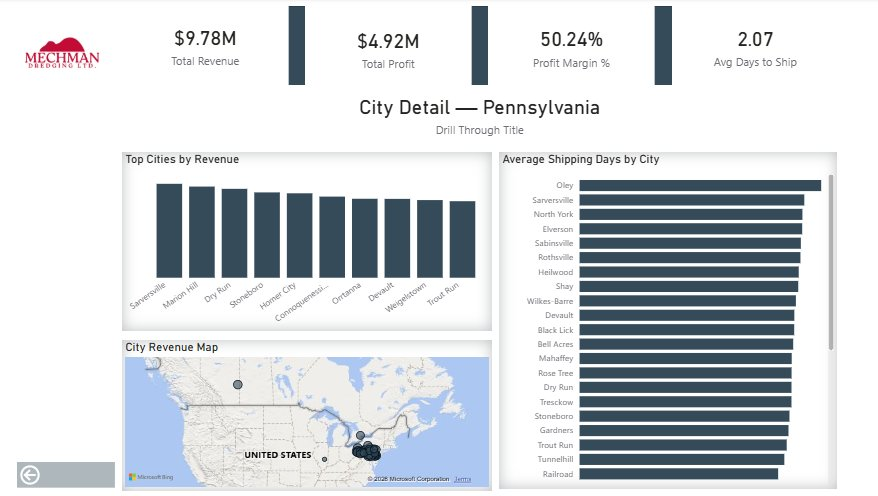 MECHMAN
DREDGING LTD.
$9.78M
Total Revenue
$4.92M
Total Profit
50.24%
Profit Margin %
2.07
Avg Days to Ship
City Detail — Pennsylvania
Drill Through Title
Top Cities by Revenue
Sarversville
Marion Hill
Dry Run
Stoneboro
Homer City
Connoquenessi...
Orrtanna
Devault
Weigelstown
Trout Run
City Revenue Map
UNITED STATES
Microsoft Bing
Microsoft Corporation
Terms
Average Shipping Days by City
Oley
Sarversville
North York
Elverson
Sabinsville
Rothsville
Heilwood
Shay
Wilkes-Barre
Devault
Black Lick
Bell Acres
Mahaffey
Rose Tree
Dry Run
Tresckow
Stoneboro
Gardners
Trout Run
Tunnelhill
Railroad